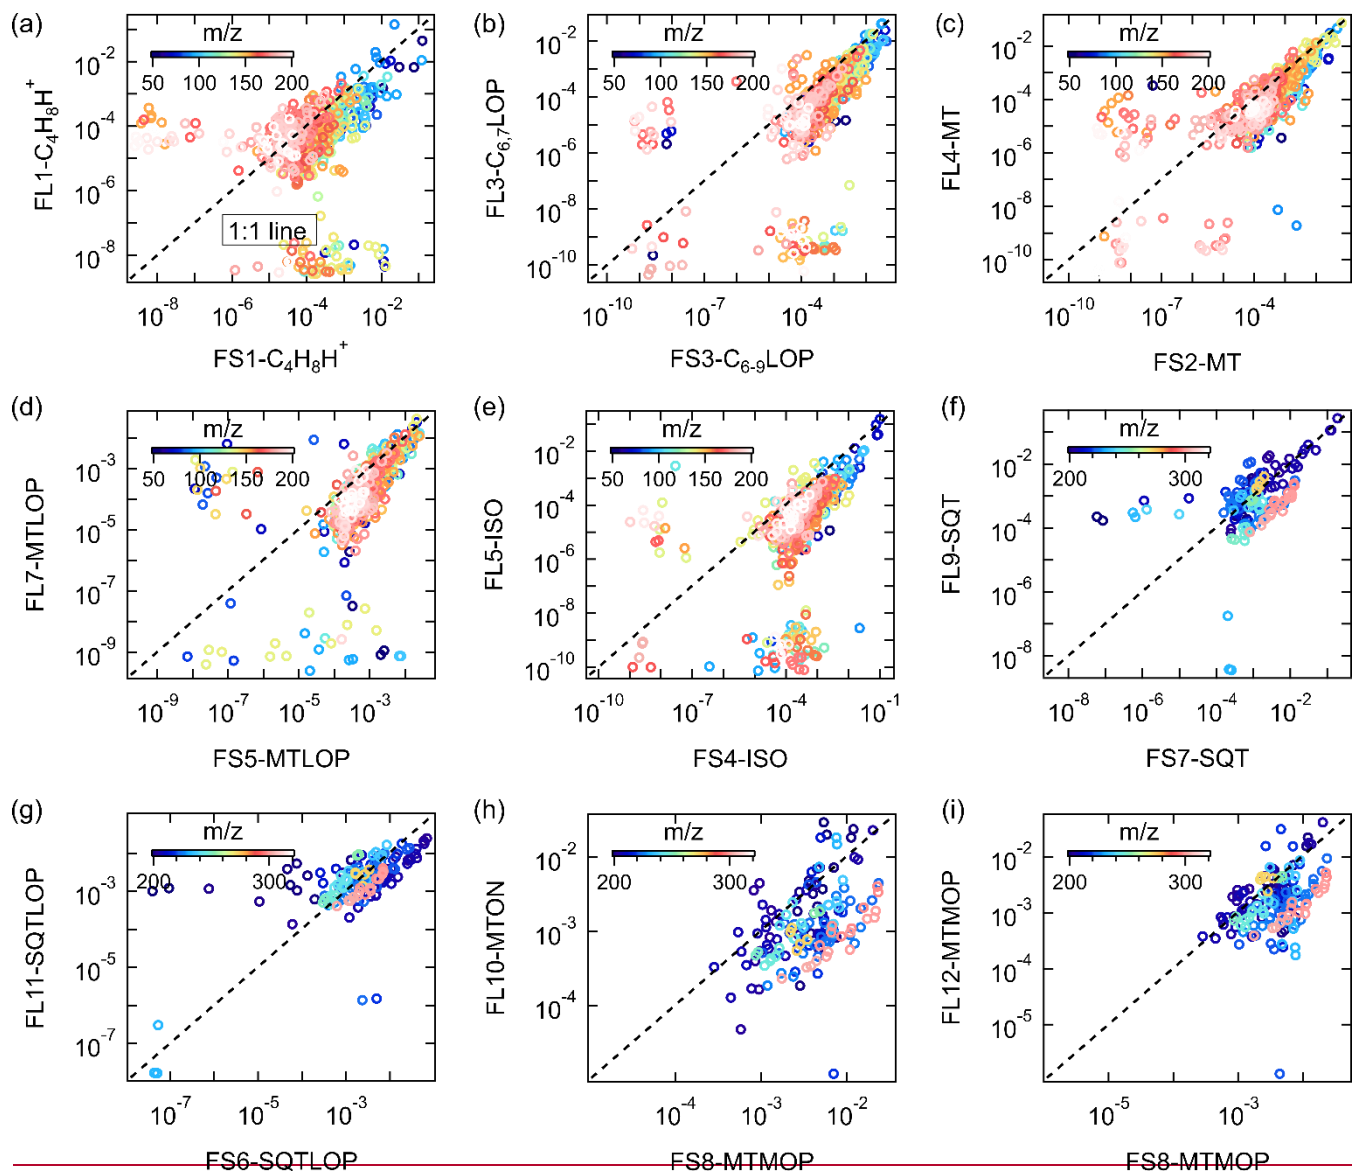 (a)
m/z
50 100 150 200
10⁻²
10⁻⁴
10⁻⁶
10⁻⁸
FL1-C₄H₈H⁺
1:1 line
10⁻⁸ 10⁻⁶ 10⁻⁴ 10⁻²
FS1-C₄H₈H⁺
(b)
m/z
50 100 150 200
10⁻²
10⁻⁴
10⁻⁶
10⁻⁸
10⁻¹⁰
FL3-C₆,₇LOP
10⁻¹⁰ 10⁻⁷ 10⁻⁴
FS3-C₆₋₉LOP
(c)
m/z
50 100 150 200
10⁻²
10⁻⁴
10⁻⁶
10⁻⁸
10⁻¹⁰
FL4-MT
10⁻¹⁰ 10⁻⁷ 10⁻⁴
FS2-MT
(d)
m/z
50 100 150 200
10⁻³
10⁻⁵
10⁻⁷
10⁻⁹
FL7-MTLOP
10⁻⁹ 10⁻⁷ 10⁻⁵ 10⁻³
FS5-MTLOP
(e)
m/z
50 100 150 200
10⁻²
10⁻⁴
10⁻⁶
10⁻⁸
10⁻¹⁰
FL5-ISO
10⁻¹⁰ 10⁻⁷ 10⁻⁴ 10⁻¹
FS4-ISO
(f)
m/z
200 300
10⁻²
10⁻⁴
10⁻⁶
10⁻⁸
FL9-SQT
10⁻⁸ 10⁻⁶ 10⁻⁴ 10⁻²
FS7-SQT
(g)
m/z
200 300
10⁻³
10⁻⁵
10⁻⁷
FL11-SQTLOP
10⁻⁷ 10⁻⁵ 10⁻³
FS6-SQTLOP
(h)
m/z
200 300
10⁻²
10⁻³
10⁻⁴
FL10-MTON
10⁻⁴ 10⁻³ 10⁻²
FS8-MTMOP
(i)
m/z
200 300
10⁻²
10⁻³
10⁻⁴
10⁻⁵
FL12-MTMOP
10⁻⁵ 10⁻³
FS8-MTMOP